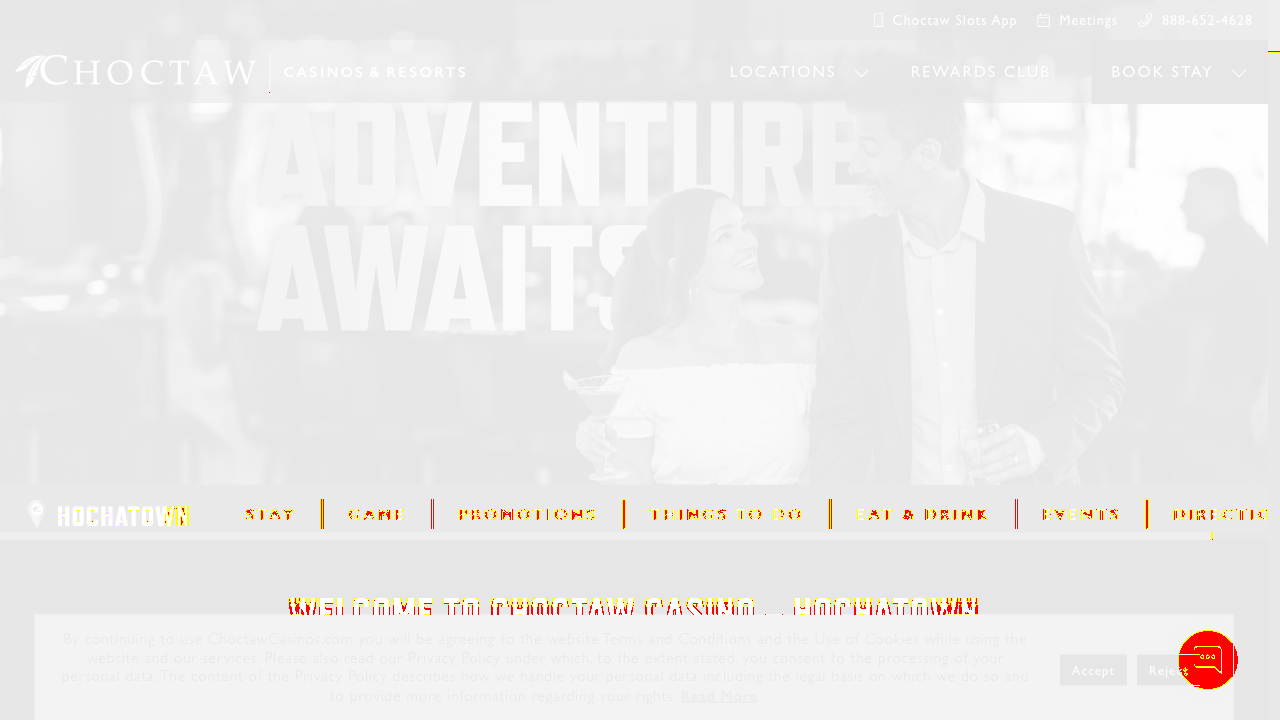 Choctaw Slots App Meetings 888-652-4628
CHOCTAW CASINOS & RESORTS LOCATIONS REWARDS CLUB BOOK STAY
ADVENTURE
AWAITS
HOCHATOWN STAY GAME PROMOTIONS THINGS TO DO EAT & DRINK EVENTS DIRECTIO
WELCOME TO CHOCTAW CASINO – HOCHATOWN
By continuing to use ChoctawCasinos.com you will be agreeing to the website Terms and Conditions and the Use of Cookies while using the
website and our services. Please also read our Privacy Policy under which, to the extent stated, you consent to the processing of your
personal data. The content of the Privacy Policy describes how we handle your personal data including the legal basis on which we do so and
to provide more information regarding your rights. Read More.
Accept Reject